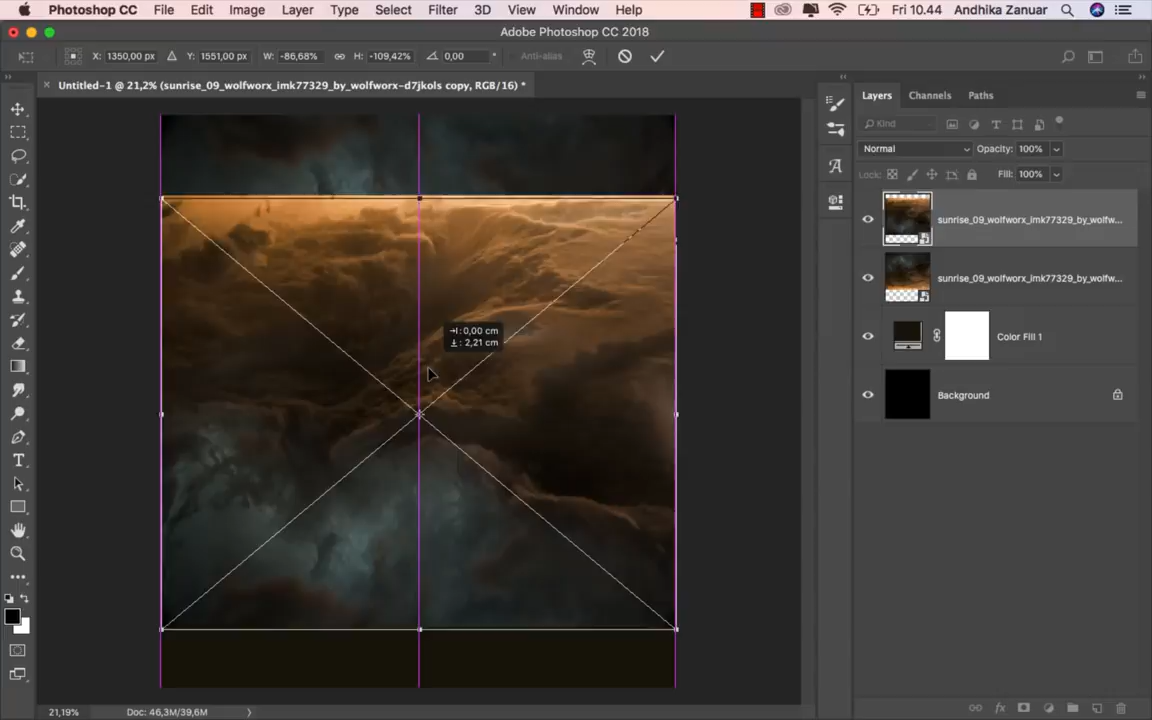 Photoshop CC File Edit Image Layer Type Select Filter 3D View Window Help Fri 10.44 Andhika Zanuar
Adobe Photoshop CC 2018
X: 1350,00 px Y: 1551,00 px W: -86,68% H: -109,42% 0,00 ° Anti-alias
× Untitled-1 @ 21,2% (sunrise_09_wolfworx_imk77329_by_wolfworx-d7jkols copy, RGB/16) *
Layers Channels Paths
Kind
Normal Opacity: 100%
Lock: Fill: 100%
sunrise_09_wolfworx_imk77329_by_wolfw...
sunrise_09_wolfworx_imk77329_by_wolfw...
Color Fill 1
Background
: 0,00 cm
: 2,21 cm
21,19% Doc: 46,3M/39,6M